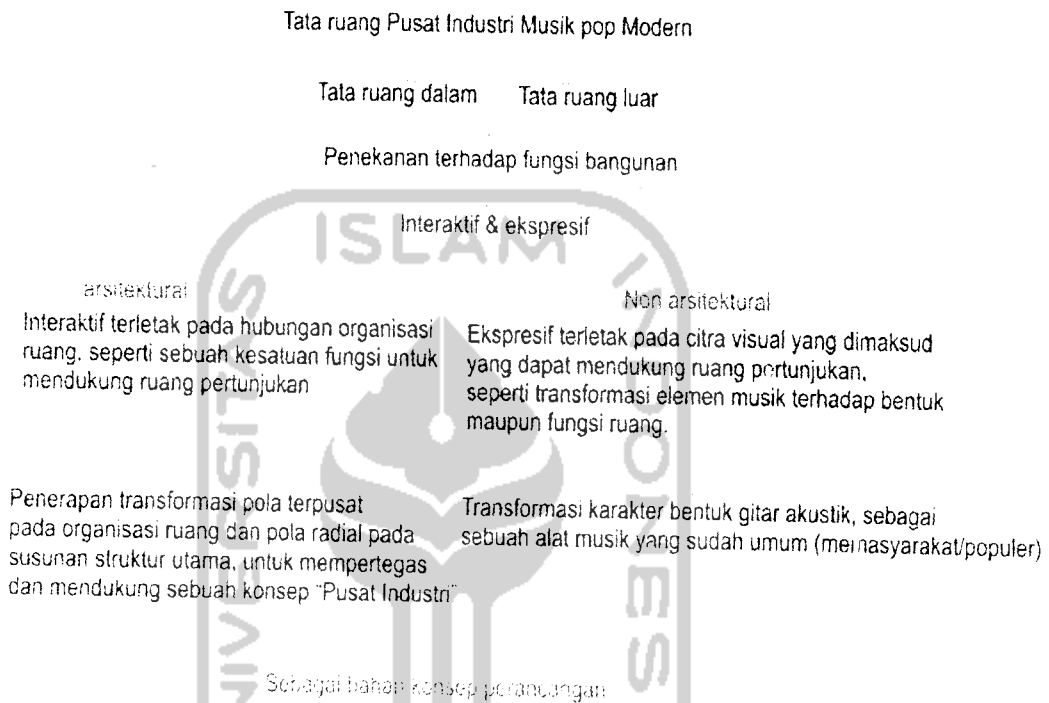 Tata ruang Pusat Industri Musik pop Modern
Tata ruang dalam Tata ruang luar
Penekanan terhadap fungsi bangunan
Interaktif & ekspresif
ISLAM
UNIVERSITAS
INDONESIA
arsitektural
Interaktif terletak pada hubungan organisasi
ruang, seperti sebuah kesatuan fungsi untuk
mendukung ruang pertunjukan
Non arsitektural
Ekspresif terletak pada citra visual yang dimaksud
yang dapat mendukung ruang pertunjukan,
seperti transformasi elemen musik terhadap bentuk
maupun fungsi ruang.
Penerapan transformasi pola terpusat
pada organisasi ruang dan pola radial pada
susunan struktur utama, untuk mempertegas
dan mendukung sebuah konsep "Pusat Industri"
Transformasi karakter bentuk gitar akustik, sebagai
sebuah alat musik yang sudah umum (memasyarakat/populer)
Sebagai bahan konsep perancangan